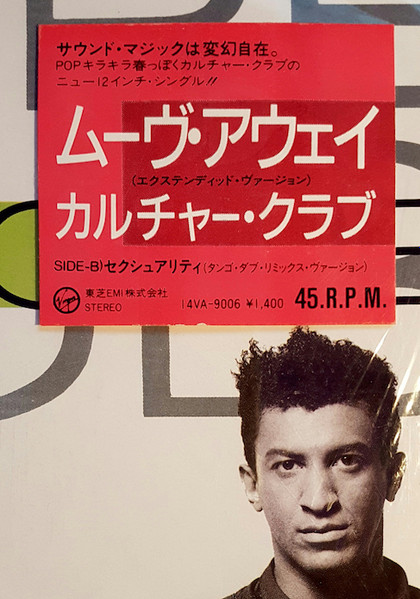 サウンド・マジックは変幻自在。
POPキラキラ春っぽくカルチャー・クラブの
ニュー12インチ・シングル!!
ムーヴ・アウェイ
(エクステンディッド・ヴァージョン)
カルチャー・クラブ
SIDE-B)セクシュアリティ(タンゴ・ダブ・リミックス・ヴァージョン)
Virgin 東芝EMI株式会社
STEREO 14VA-9006 ¥1,400 45.R.P.M.